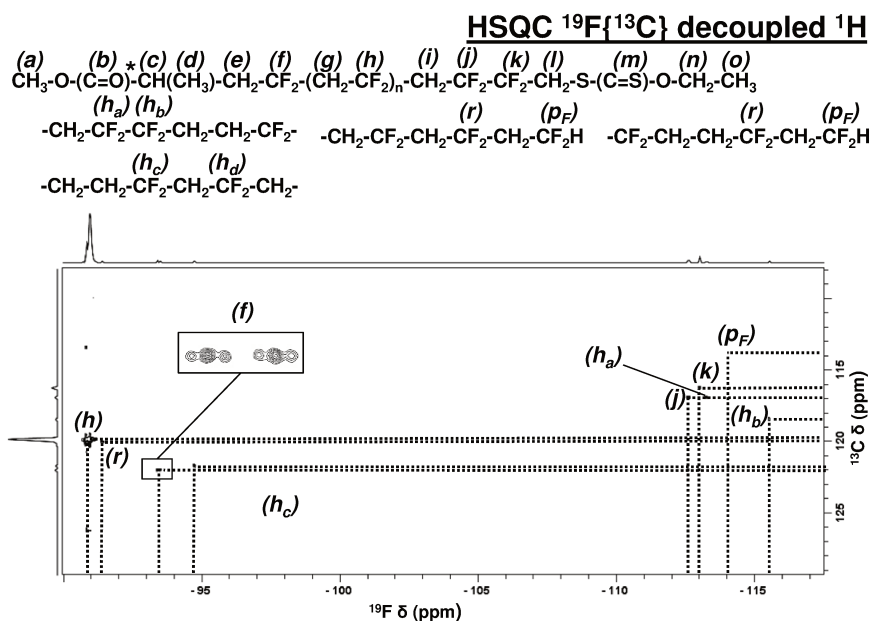 HSQC ¹⁹F{¹³C} decoupled ¹H
(a) (b) * (c) (d) (e) (f) (g) (h) (i) (j) (k) (l) (m) (n) (o)
CH₃-O-(C=O)-CH(CH₃)-CH₂-CF₂-(CH₂-CF₂)ₙ-CH₂-CF₂-CF₂-CH₂-S-(C=S)-O-CH₂-CH₃
(hₐ) (h_b) (r) (p_F) (r) (p_F)
-CH₂-CF₂-CF₂-CH₂-CH₂-CF₂- -CH₂-CF₂-CH₂-CF₂-CH₂-CF₂H -CF₂-CH₂-CH₂-CF₂-CH₂-CF₂H
(h_c) (h_d)
-CH₂-CH₂-CF₂-CH₂-CF₂-CH₂-
(f)
(p_F)
(hₐ)
(k)
(j)
(h_b)
(h)
(r)
(h_c)
115
120
125
¹³C δ (ppm)
-95 -100 -105 -110 -115
¹⁹F δ (ppm)